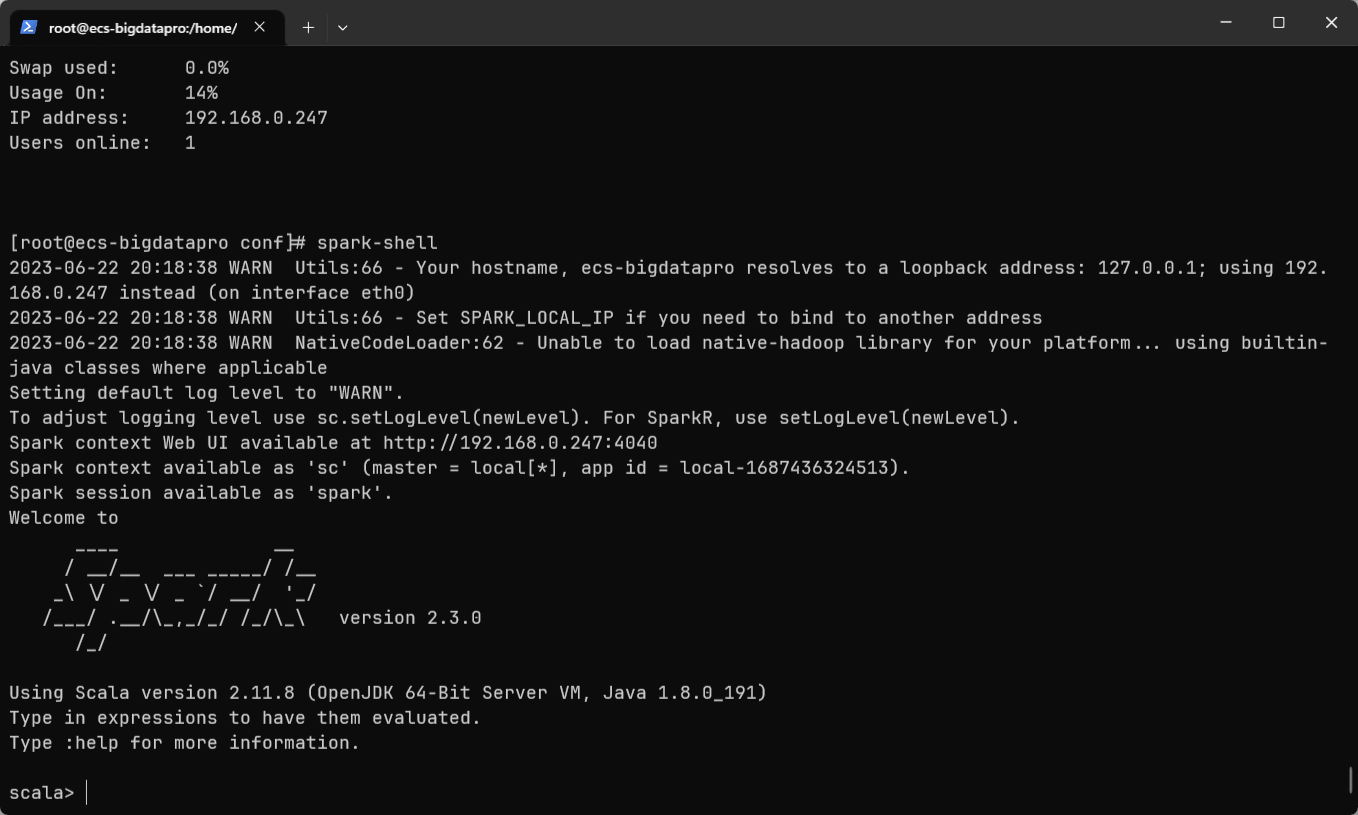 root@ecs-bigdatapro:/home/
Swap used:      0.0%
Usage On:       14%
IP address:     192.168.0.247
Users online:   1
[root@ecs-bigdatapro conf]# spark-shell
2023-06-22 20:18:38 WARN  Utils:66 - Your hostname, ecs-bigdatapro resolves to a loopback address: 127.0.0.1; using 192.
168.0.247 instead (on interface eth0)
2023-06-22 20:18:38 WARN  Utils:66 - Set SPARK_LOCAL_IP if you need to bind to another address
2023-06-22 20:18:38 WARN  NativeCodeLoader:62 - Unable to load native-hadoop library for your platform... using builtin-
java classes where applicable
Setting default log level to "WARN".
To adjust logging level use sc.setLogLevel(newLevel). For SparkR, use setLogLevel(newLevel).
Spark context Web UI available at http://192.168.0.247:4040
Spark context available as 'sc' (master = local[*], app id = local-1687436324513).
Spark session available as 'spark'.
Welcome to
      ____              __
     / __/__  ___ _____/ /__
    _\ \/ _ \/ _ `/ __/  '_/
   /___/ .__/\_,_/_/ /_/\_\   version 2.3.0
      /_/
Using Scala version 2.11.8 (OpenJDK 64-Bit Server VM, Java 1.8.0_191)
Type in expressions to have them evaluated.
Type :help for more information.
scala>